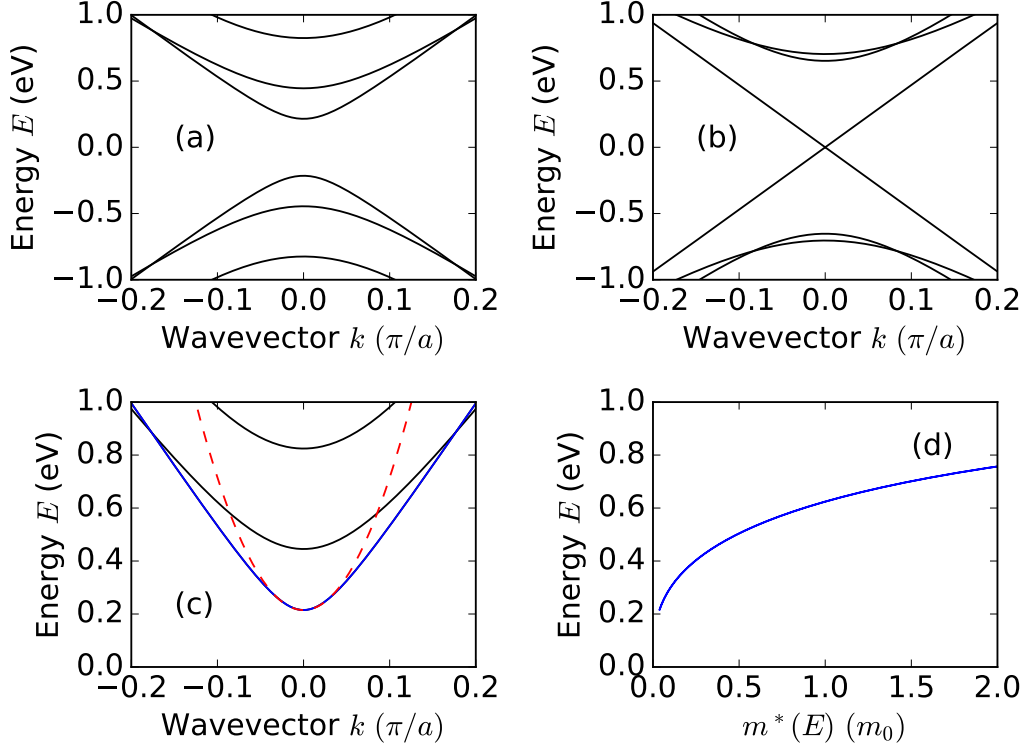 1.0
0.5
0.0
−0.5
−1.0
−0.2 −0.1 0.0 0.1 0.2
Energy E (eV)
Wavevector k (π/a)
(a)
1.0
0.5
0.0
−0.5
−1.0
−0.2 −0.1 0.0 0.1 0.2
Energy E (eV)
Wavevector k (π/a)
(b)
1.0
0.8
0.6
0.4
0.2
0.0
−0.2 −0.1 0.0 0.1 0.2
Energy E (eV)
Wavevector k (π/a)
(c)
1.0
0.8
0.6
0.4
0.2
0.0
0.0 0.5 1.0 1.5 2.0
Energy E (eV)
m*(E) (m₀)
(d)